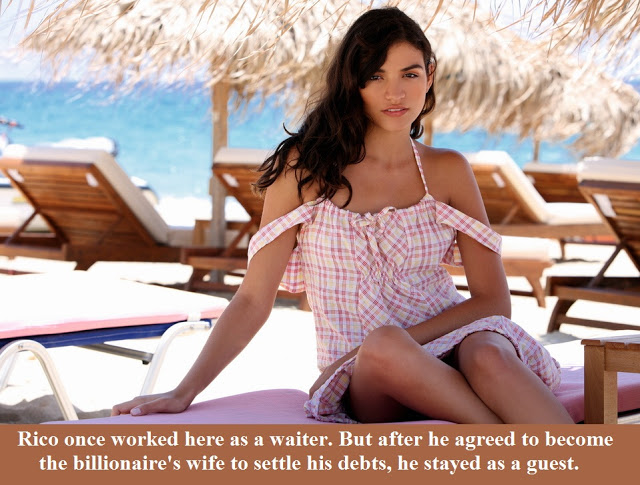 Rico once worked here as a waiter. But after he agreed to become
the billionaire's wife to settle his debts, he stayed as a guest.